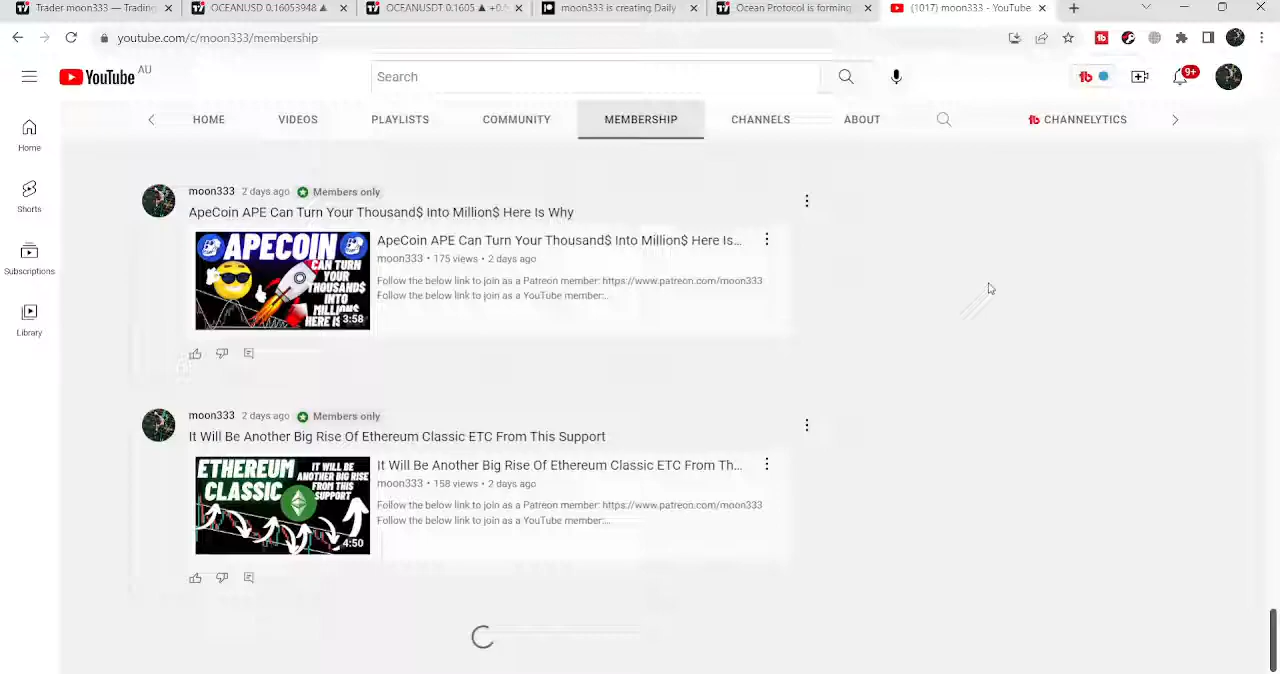 Trader moon333 — Trading
OCEANUSD 0.16053948 ▲
OCEANUSDT 0.1605 ▲ +0.
moon333 is creating Daily
Ocean Protocol is forming
(1017) moon333 - YouTube
youtube.com/c/moon333/membership
YouTube AU
Search
9+
HOME
VIDEOS
PLAYLISTS
COMMUNITY
MEMBERSHIP
CHANNELS
ABOUT
CHANNELYTICS
Home
Shorts
Subscriptions
Library
moon333 2 days ago Members only
ApeCoin APE Can Turn Your Thousand$ Into Million$ Here Is Why
APECOIN
CAN TURN
YOUR
THOUSAND$
INTO
MILLION$
HERE IS
3:58
ApeCoin APE Can Turn Your Thousand$ Into Million$ Here Is...
moon333 • 175 views • 2 days ago
Follow the below link to join as a Patreon member: https://www.patreon.com/moon333
Follow the below link to join as a YouTube member:...
moon333 2 days ago Members only
It Will Be Another Big Rise Of Ethereum Classic ETC From This Support
ETHEREUM
CLASSIC
IT WILL BE
ANOTHER BIG RISE
FROM THIS
SUPPORT
4:50
It Will Be Another Big Rise Of Ethereum Classic ETC From Th...
moon333 • 158 views • 2 days ago
Follow the below link to join as a Patreon member: https://www.patreon.com/moon333
Follow the below link to join as a YouTube member:...